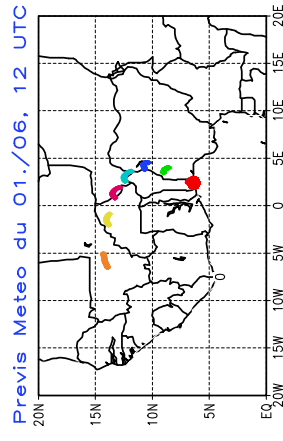 Previs Meteo du 01./06, 12 UTC
20N
15N
10N
5N
EQ
20W
15W
10W
5W
0
5E
10E
15E
20E
0